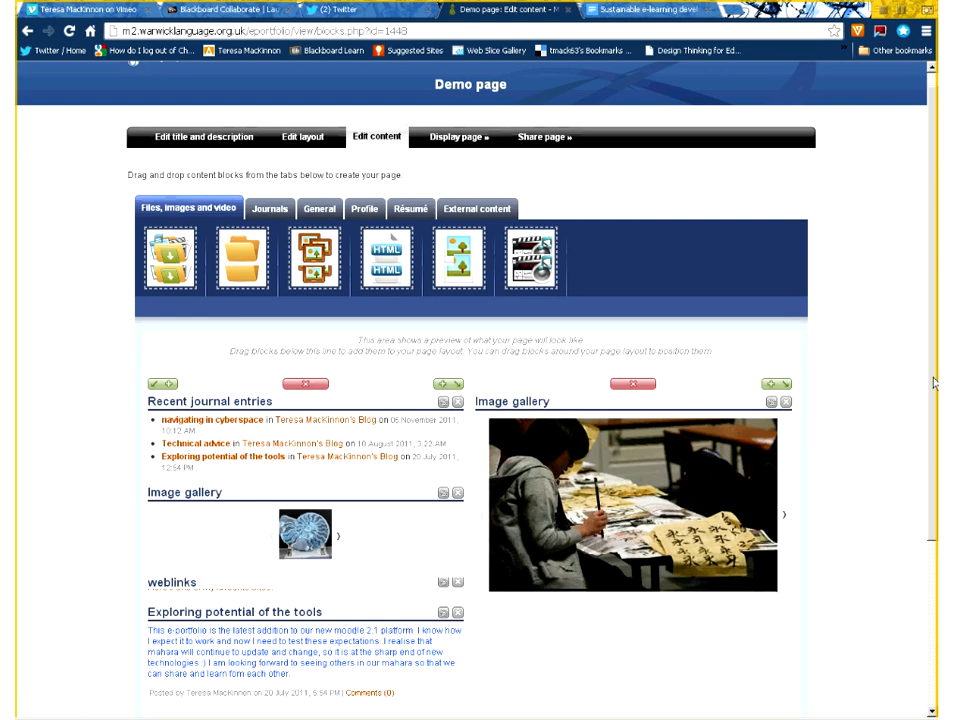 Teresa MacKinnon on Vimeo
Blackboard Collaborate | Lau
(2) Twitter
Demo page: Edit content - M
Sustainable e-learning devel
m2.warwicklanguage.org.uk/eportfolio/view/blocks.php?id=1448
Twitter / Home
How do I log out of Ch...
Teresa MacKinnon
Blackboard Learn
Suggested Sites
Web Slice Gallery
tmack63's Bookmarks ...
Design Thinking for Ed...
Other bookmarks
Demo page
Edit title and description
Edit layout
Edit content
Display page »
Share page »
Drag and drop content blocks from the tabs below to create your page
Files, images and video
Journals
General
Profile
Résumé
External content
HTML
HTML
This area shows a preview of what your page will look like
Drag blocks below this line to add them to your page layout. You can drag blocks around your page layout to position them
Recent journal entries
navigating in cyberspace in Teresa MacKinnon's Blog on 06 November 2011,
10:12 AM
Technical advice in Teresa MacKinnon's Blog on 10 August 2011, 3:22 AM
Exploring potential of the tools in Teresa MacKinnon's Blog on 20 July 2011,
12:54 PM
Image gallery
Image gallery
weblinks
Exploring potential of the tools
This e-portfolio is the latest addition to our new moodle 2.1 platform. I know how
I expect it to work and now I need to test these expectations. I realise that
mahara will continue to update and change, so it is at the sharp end of new
technologies :) I am looking forward to seeing others in our mahara so that we
can share and learn from each other.
Posted by Teresa MacKinnon on 20 July 2011, 5:54 PM | Comments (0)